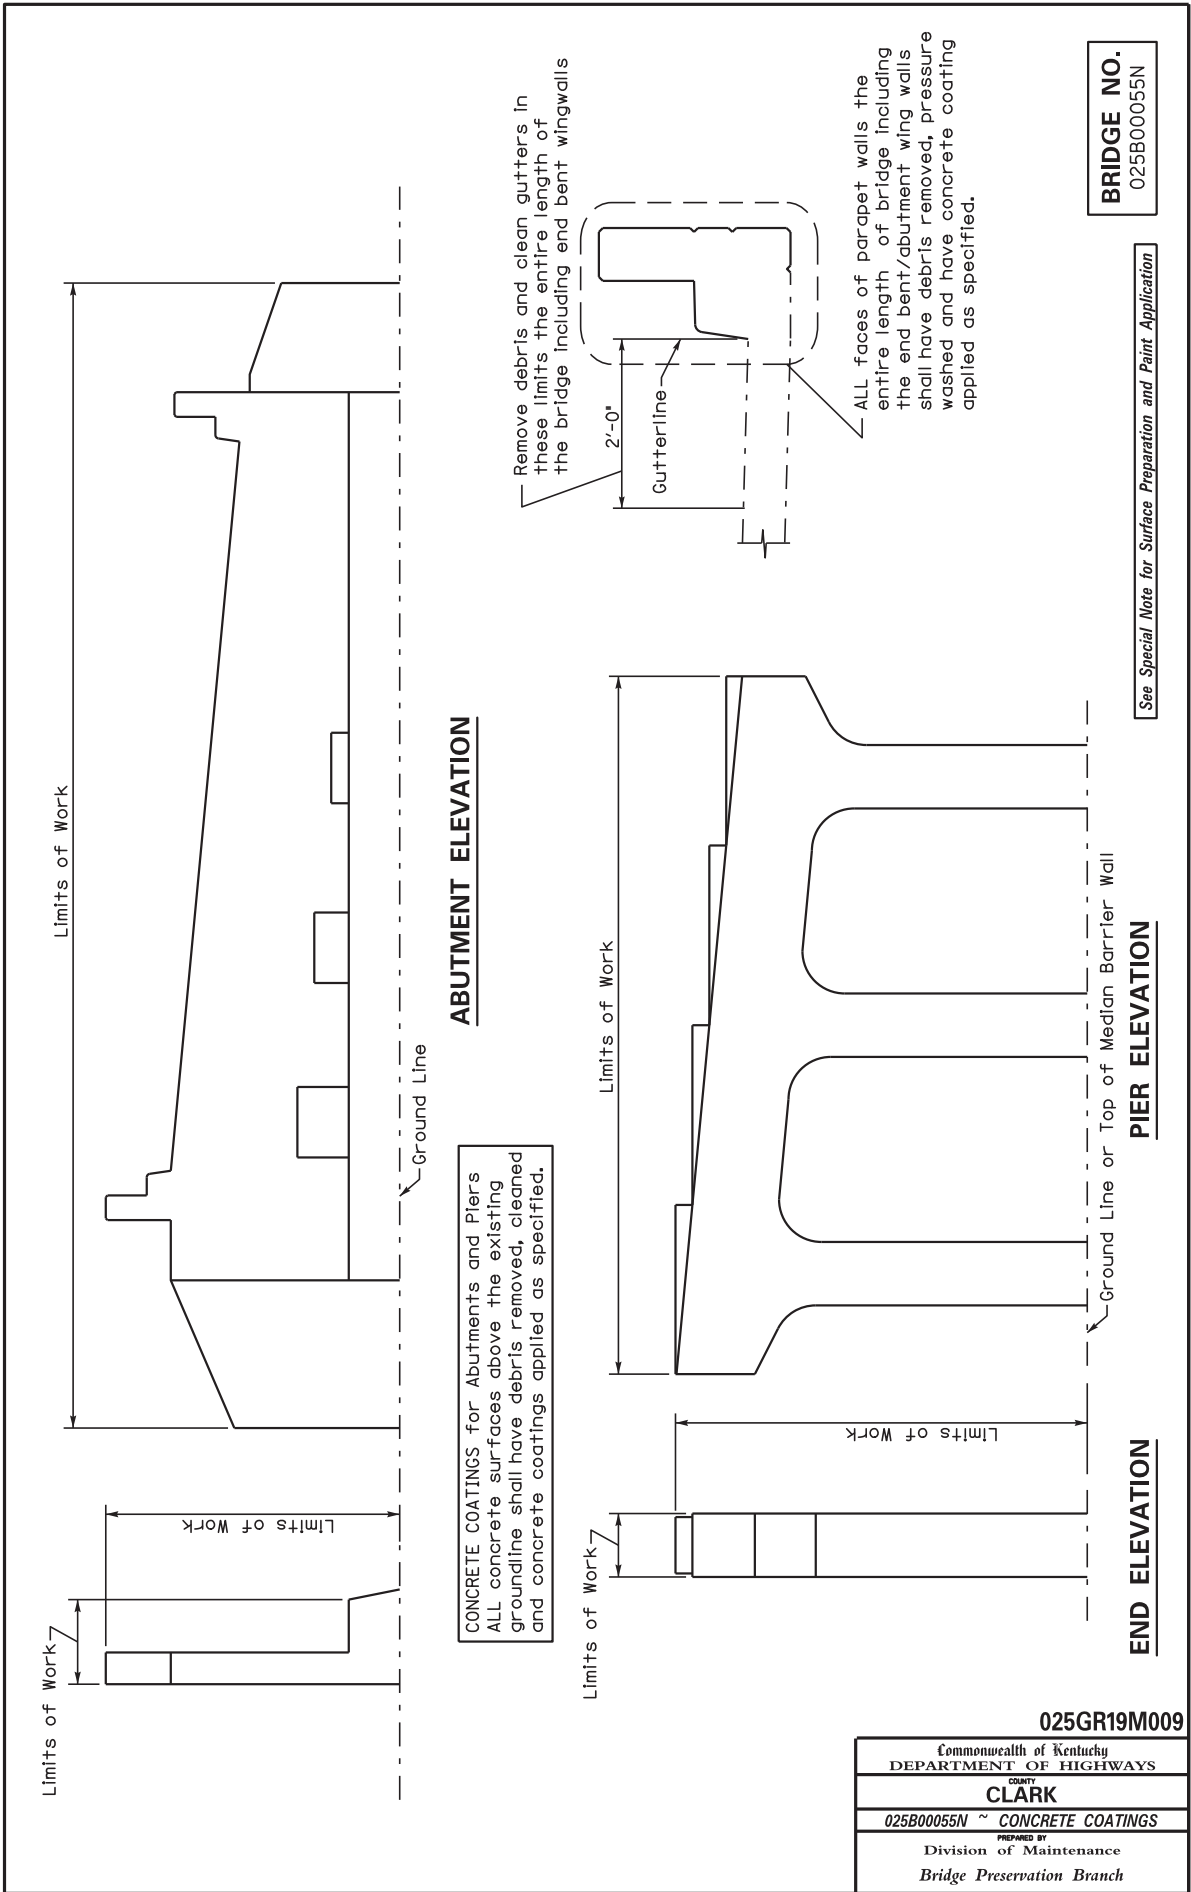 Limits of Work
Limits of Work
Limits of Work
Ground Line
ABUTMENT ELEVATION
Remove debris and clean gutters in
these limits the entire length of
the bridge including end bent wingwalls
2'-0"
Gutterline
ALL faces of parapet walls the
entire length of bridge including
the end bent/abutment wing walls
shall have debris removed, pressure
washed and have concrete coating
applied as specified.
CONCRETE COATINGS for Abutments and Piers
ALL concrete surfaces above the existing
groundline shall have debris removed, cleaned
and concrete coatings applied as specified.
Limits of Work
Limits of Work
Limits of Work
Ground Line or Top of Median Barrier Wall
END ELEVATION
PIER ELEVATION
See Special Note for Surface Preparation and Paint Application
BRIDGE NO.
025B00055N
025GR19M009
Commonwealth of Kentucky
DEPARTMENT OF HIGHWAYS
COUNTY
CLARK
025B00055N ~ CONCRETE COATINGS
PREPARED BY
Division of Maintenance
Bridge Preservation Branch